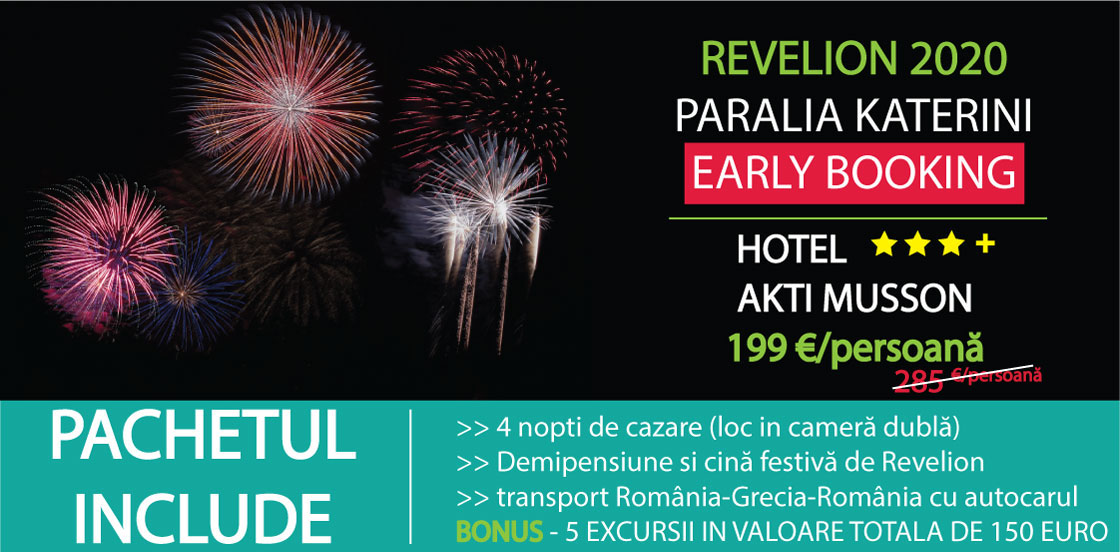 REVELION 2020
PARALIA KATERINI
EARLY BOOKING
HOTEL ★★★+
AKTI MUSSON
199 €/persoană
285 €/persoană
PACHETUL
INCLUDE
>> 4 nopti de cazare (loc in cameră dublă)
>> Demipensiune si cină festivă de Revelion
>> transport România-Grecia-România cu autocarul
BONUS - 5 EXCURSII IN VALOARE TOTALA DE 150 EURO